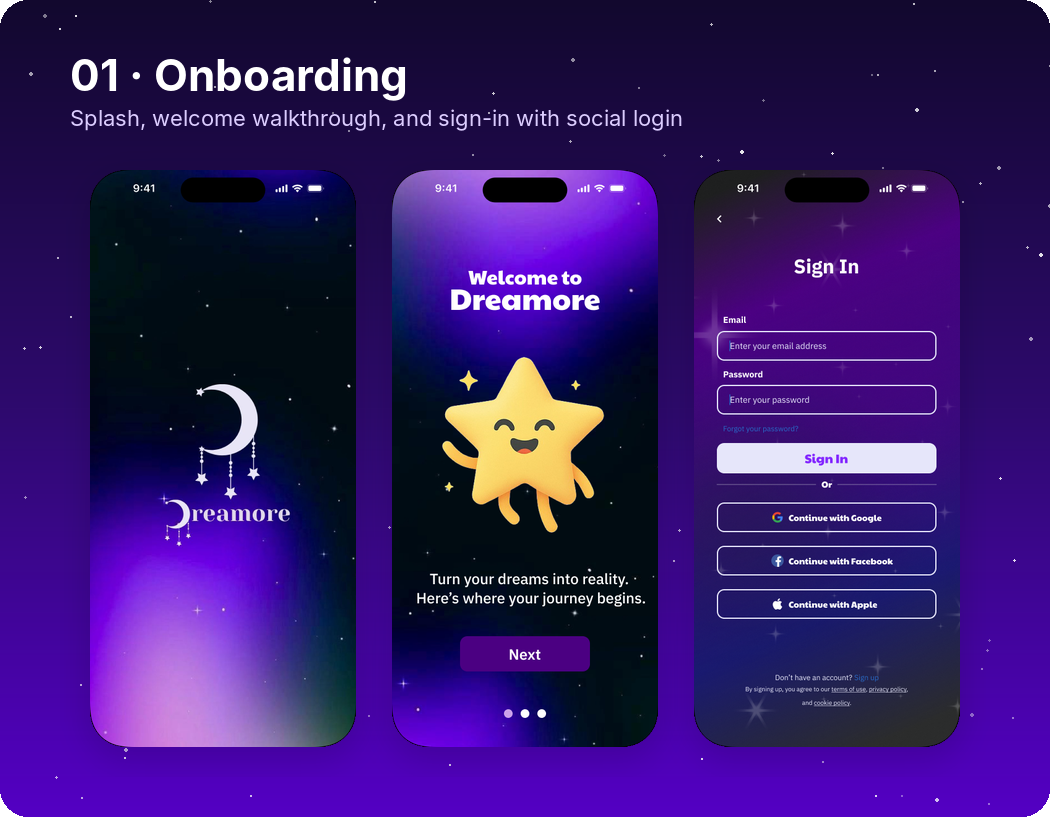 01 · Onboarding
Splash, welcome walkthrough, and sign-in with social login
9:41
Dreamore
9:41
Welcome to
Dreamore
Turn your dreams into reality.
Here's where your journey begins.
Next
9:41
Sign In
Email
Enter your email address
Password
Enter your password
Forgot your password?
Sign In
Or
Continue with Google
Continue with Facebook
Continue with Apple
Don't have an account? Sign up
By signing up, you agree to our terms of use, privacy policy,
and cookie policy.